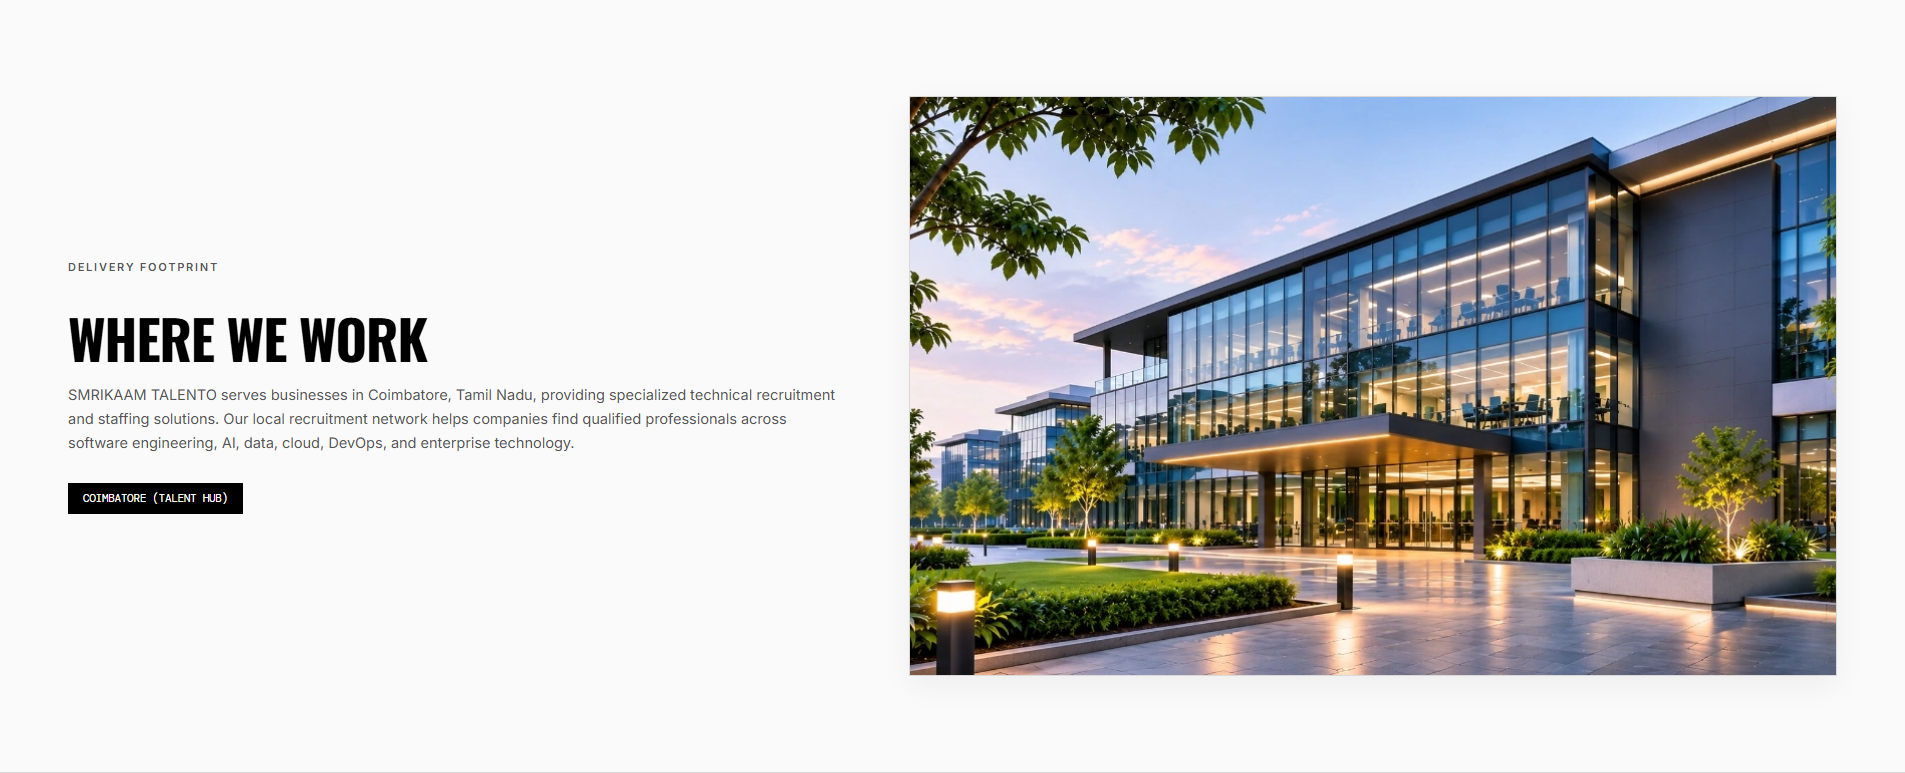 DELIVERY FOOTPRINT
WHERE WE WORK
SMRIKAAM TALENTO serves businesses in Coimbatore, Tamil Nadu, providing specialized technical recruitment
and staffing solutions. Our local recruitment network helps companies find qualified professionals across
software engineering, AI, data, cloud, DevOps, and enterprise technology.
COIMBATORE (TALENT HUB)